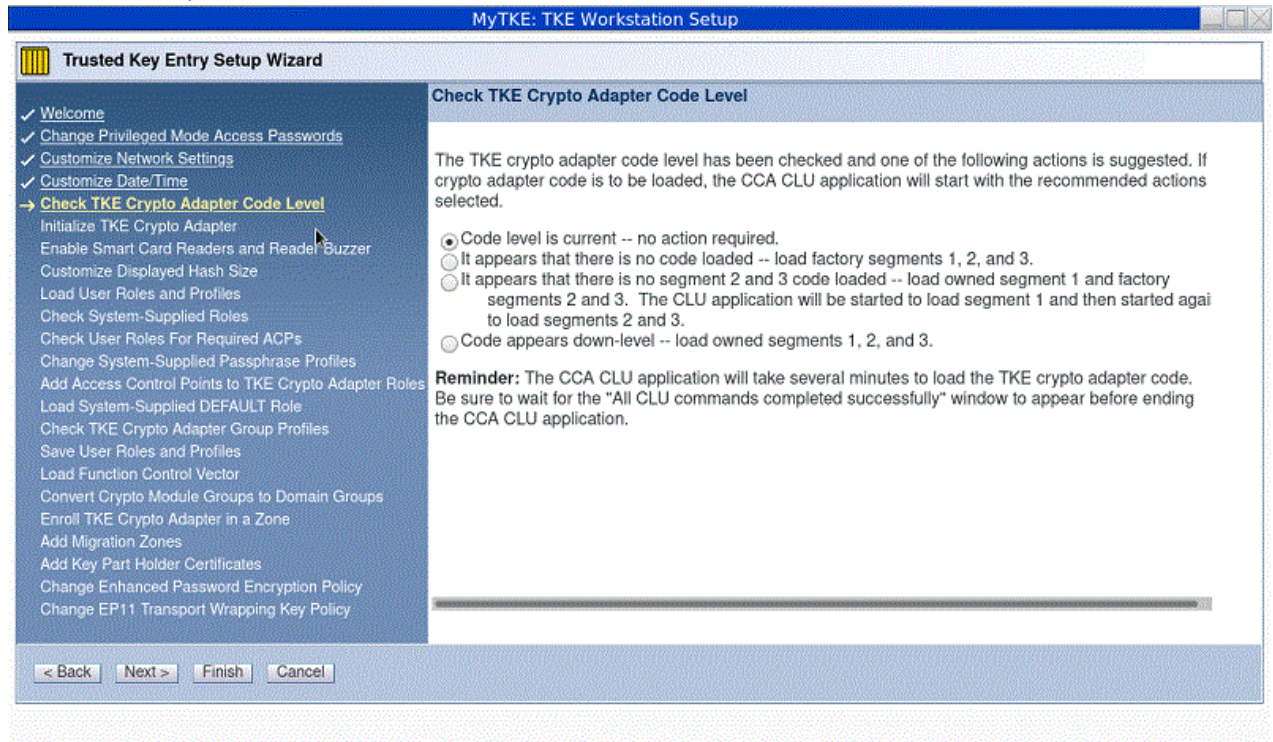 MyTKE: TKE Workstation Setup
Trusted Key Entry Setup Wizard
Welcome
Change Privileged Mode Access Passwords
Customize Network Settings
Customize Date/Time
Check TKE Crypto Adapter Code Level
Initialize TKE Crypto Adapter
Enable Smart Card Readers and Reader Buzzer
Customize Displayed Hash Size
Load User Roles and Profiles
Check System-Supplied Roles
Check User Roles For Required ACPs
Change System-Supplied Passphrase Profiles
Add Access Control Points to TKE Crypto Adapter Roles
Load System-Supplied DEFAULT Role
Check TKE Crypto Adapter Group Profiles
Save User Roles and Profiles
Load Function Control Vector
Convert Crypto Module Groups to Domain Groups
Enroll TKE Crypto Adapter in a Zone
Add Migration Zones
Add Key Part Holder Certificates
Change Enhanced Password Encryption Policy
Change EP11 Transport Wrapping Key Policy
Check TKE Crypto Adapter Code Level
The TKE crypto adapter code level has been checked and one of the following actions is suggested. If
crypto adapter code is to be loaded, the CCA CLU application will start with the recommended actions
selected.
Code level is current -- no action required.
It appears that there is no code loaded -- load factory segments 1, 2, and 3.
It appears that there is no segment 2 and 3 code loaded -- load owned segment 1 and factory
segments 2 and 3. The CLU application will be started to load segment 1 and then started agai
to load segments 2 and 3.
Code appears down-level -- load owned segments 1, 2, and 3.
Reminder: The CCA CLU application will take several minutes to load the TKE crypto adapter code.
Be sure to wait for the "All CLU commands completed successfully" window to appear before ending
the CCA CLU application.
< Back Next > Finish Cancel